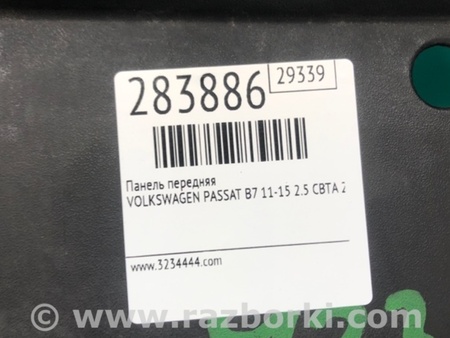 283886
29339
Панель передняя
VOLKSWAGEN PASSAT B7 11-15 2.5 CBTA 2
www.3234444.com
© www.razborki.com